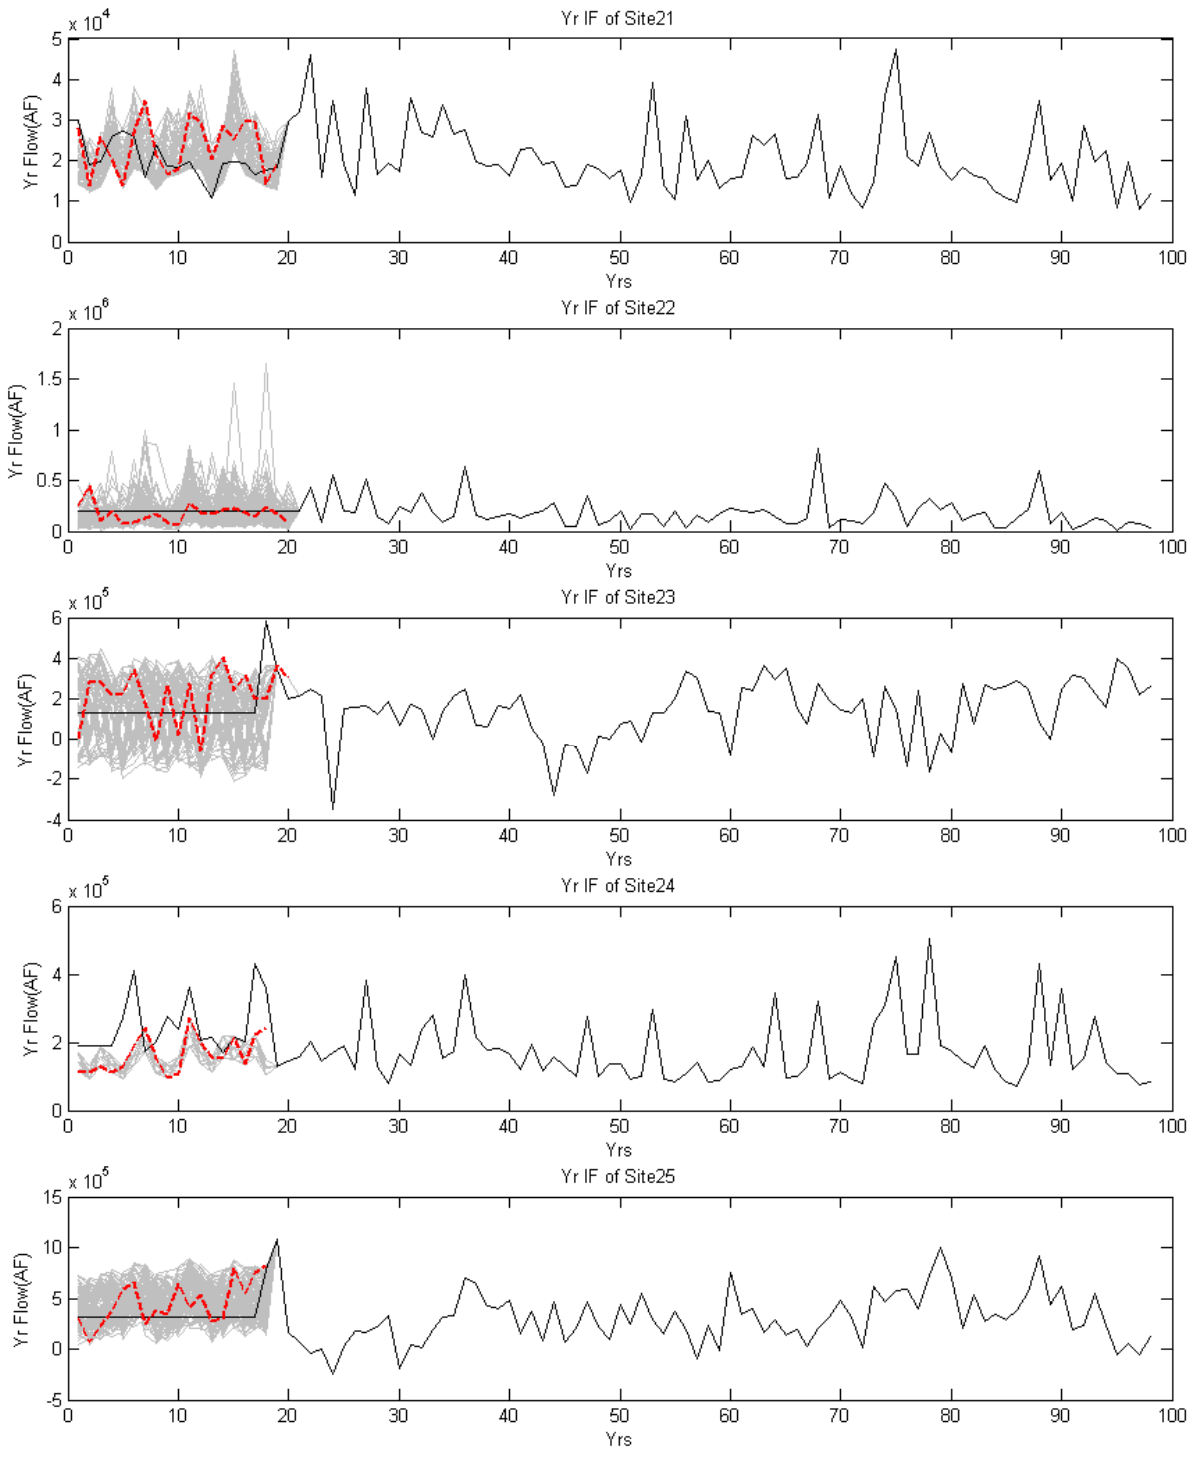 Yr IF of Site21
x 10^4
5
4
3
2
1
0
Yr Flow(AF)
0 10 20 30 40 50 60 70 80 90 100
Yrs
Yr IF of Site22
x 10^6
2
1.5
1
0.5
0
Yr Flow(AF)
0 10 20 30 40 50 60 70 80 90 100
Yrs
Yr IF of Site23
x 10^5
6
4
2
0
-2
-4
Yr Flow(AF)
0 10 20 30 40 50 60 70 80 90 100
Yrs
Yr IF of Site24
x 10^5
6
4
2
0
Yr Flow(AF)
0 10 20 30 40 50 60 70 80 90 100
Yrs
Yr IF of Site25
x 10^5
15
10
5
0
-5
Yr Flow(AF)
0 10 20 30 40 50 60 70 80 90 100
Yrs